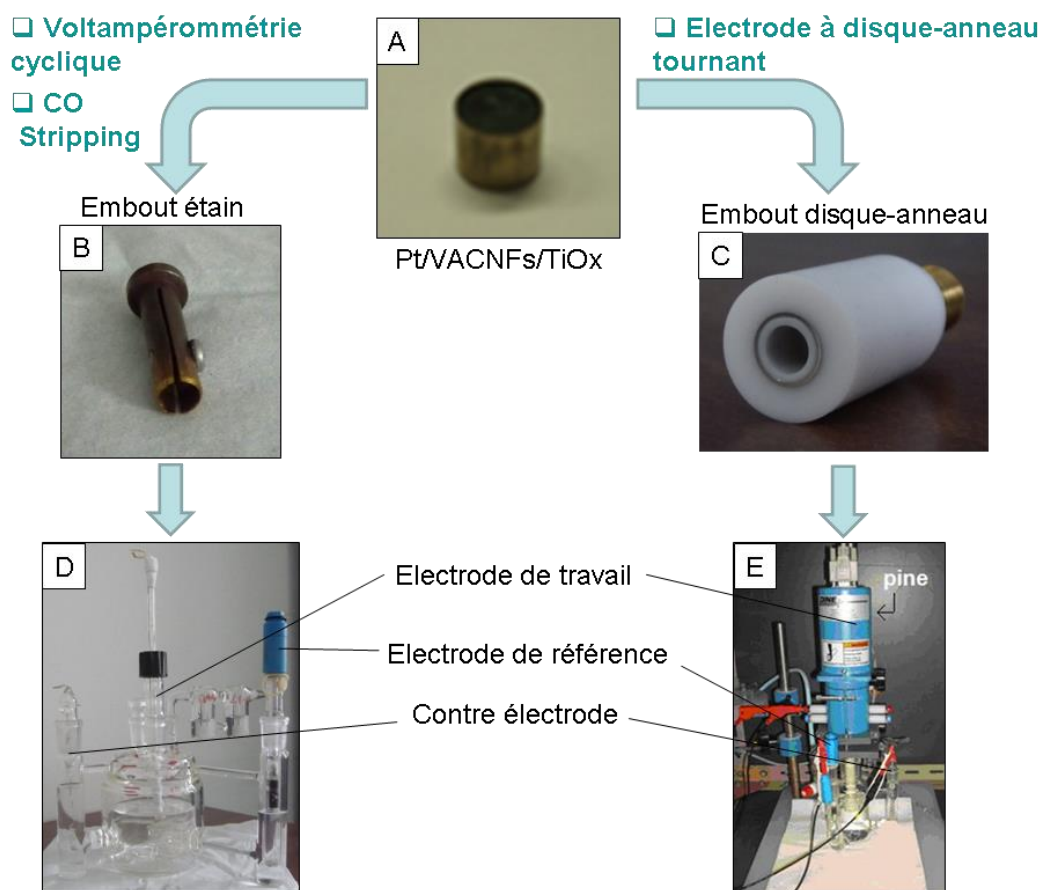 ❑ Voltampérommétrie
cyclique
❑ CO
Stripping
A
❑ Electrode à disque-anneau
tournant
Embout étain
B
Pt/VACNFs/TiOx
Embout disque-anneau
C
D
Electrode de travail
Electrode de référence
Contre électrode
E
pine